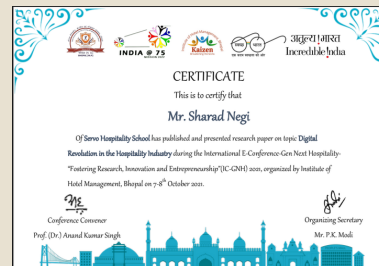 INDIA @ 75
Kaizen
अतुल्य ! भारत
Incredible !ndia
CERTIFICATE
This is to certify that
Mr. Sharad Negi
Of Servo Hospitality School has published and presented research paper on topic Digital
Revolution in the Hospitality Industry during the International E-Conference-Gen Next Hospitality-
"Fostering Research, Innovation and Entrepreneurship"(IC-GNH) 2021, organized by Institute of
Hotel Management, Bhopal on 7-8th October 2021.
Conference Convener
Prof. (Dr.) Anand Kumar Singh
Organizing Secretary
Mr. P.K. Modi